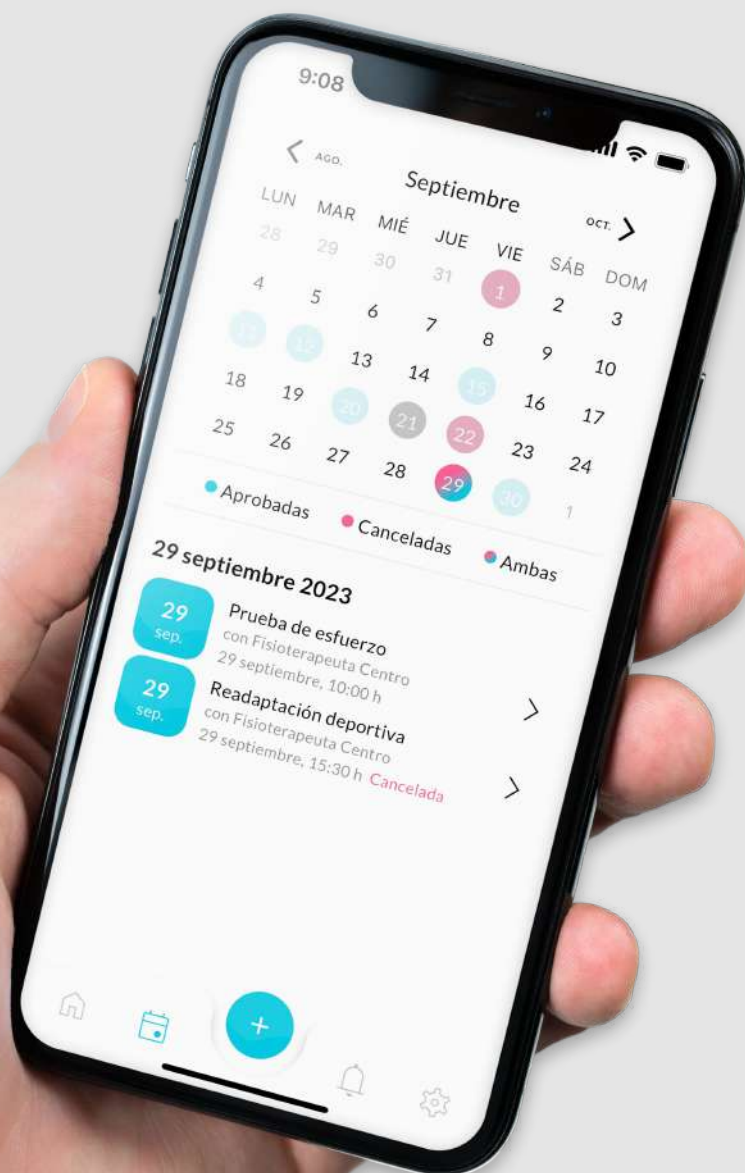 9:08
AGO. Septiembre OCT.
LUN MAR MIÉ JUE VIE SÁB DOM
28 29 30 31 1 2 3
4 5 6 7 8 9 10
11 12 13 14 15 16 17
18 19 20 21 22 23 24
25 26 27 28 29 30 1
Aprobadas Canceladas Ambas
29 septiembre 2023
29
sep.
Prueba de esfuerzo
con Fisioterapeuta Centro
29 septiembre, 10:00 h
29
sep.
Readaptación deportiva
con Fisioterapeuta Centro
29 septiembre, 15:30 h Cancelada